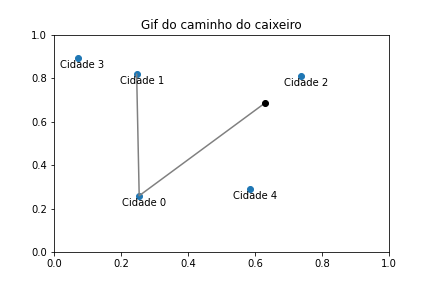 Gif do caminho do caixeiro
1.0
0.8
0.6
0.4
0.2
0.0
Cidade 3
Cidade 1
Cidade 2
Cidade 4
Cidade 0
0.0 0.2 0.4 0.6 0.8 1.0